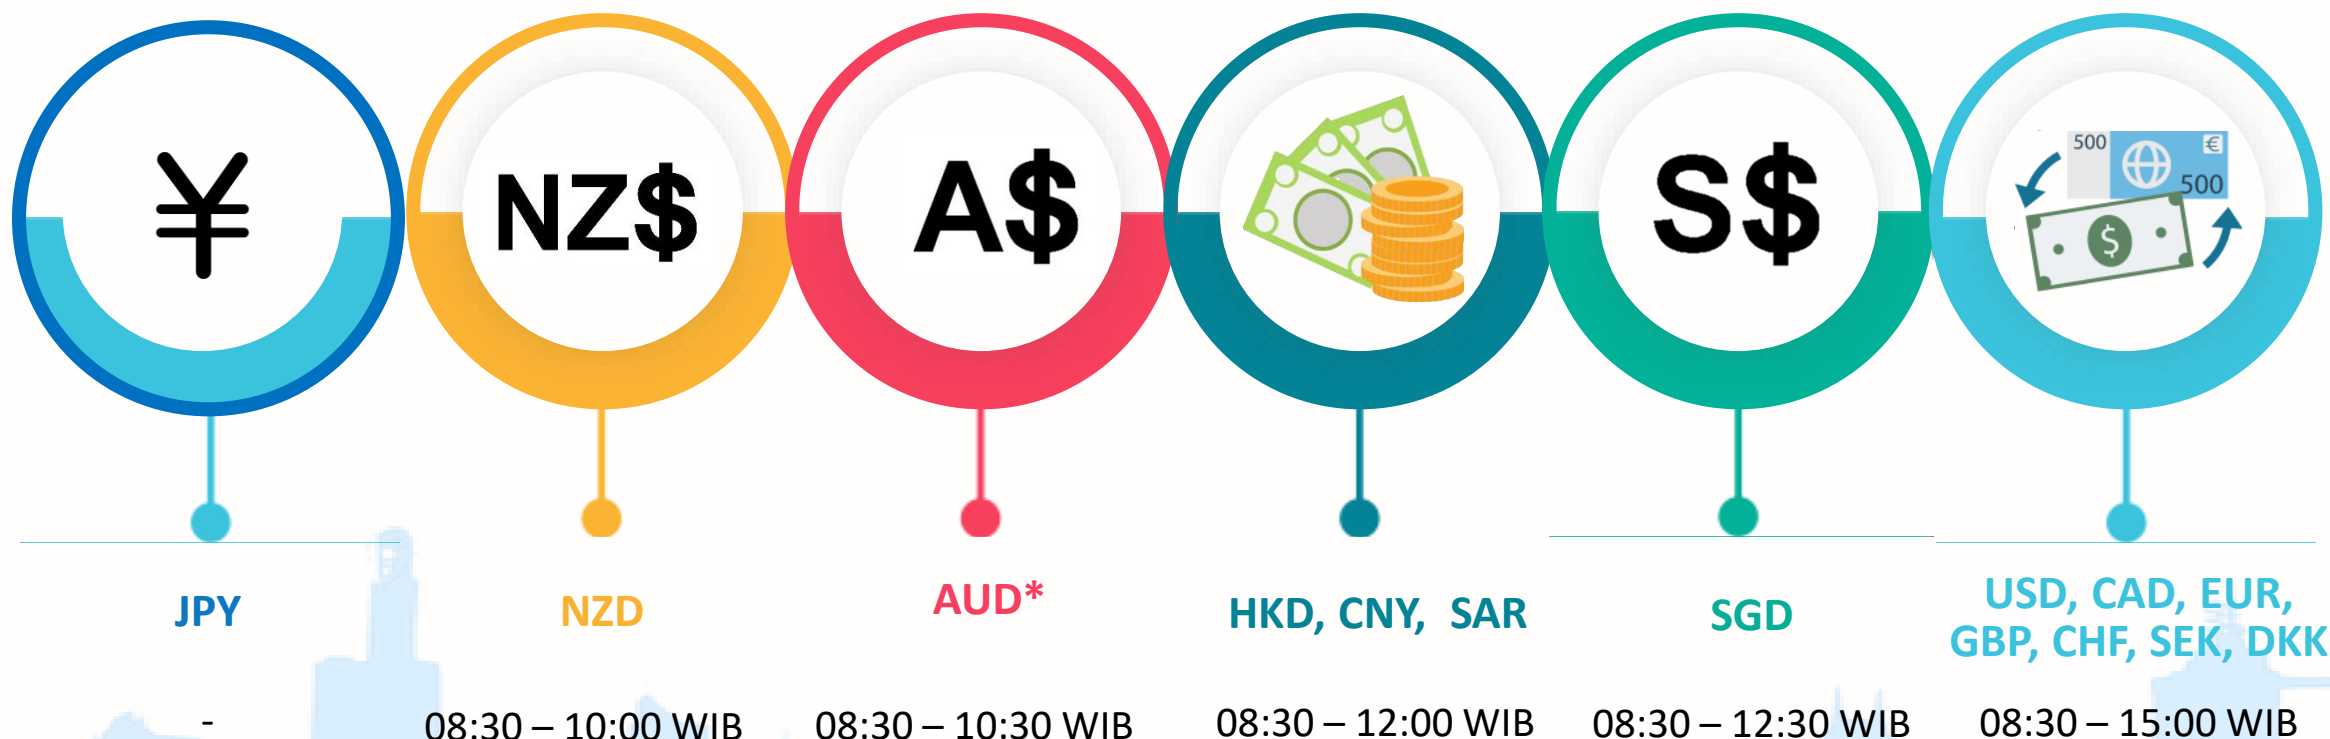 ¥
NZ$
A$
S$
500 €
500
$
JPY
NZD
AUD*
HKD, CNY, SAR
SGD
USD, CAD, EUR,
GBP, CHF, SEK, DKK
-
08:30 – 10:00 WIB
08:30 – 10:30 WIB
08:30 – 12:00 WIB
08:30 – 12:30 WIB
08:30 – 15:00 WIB